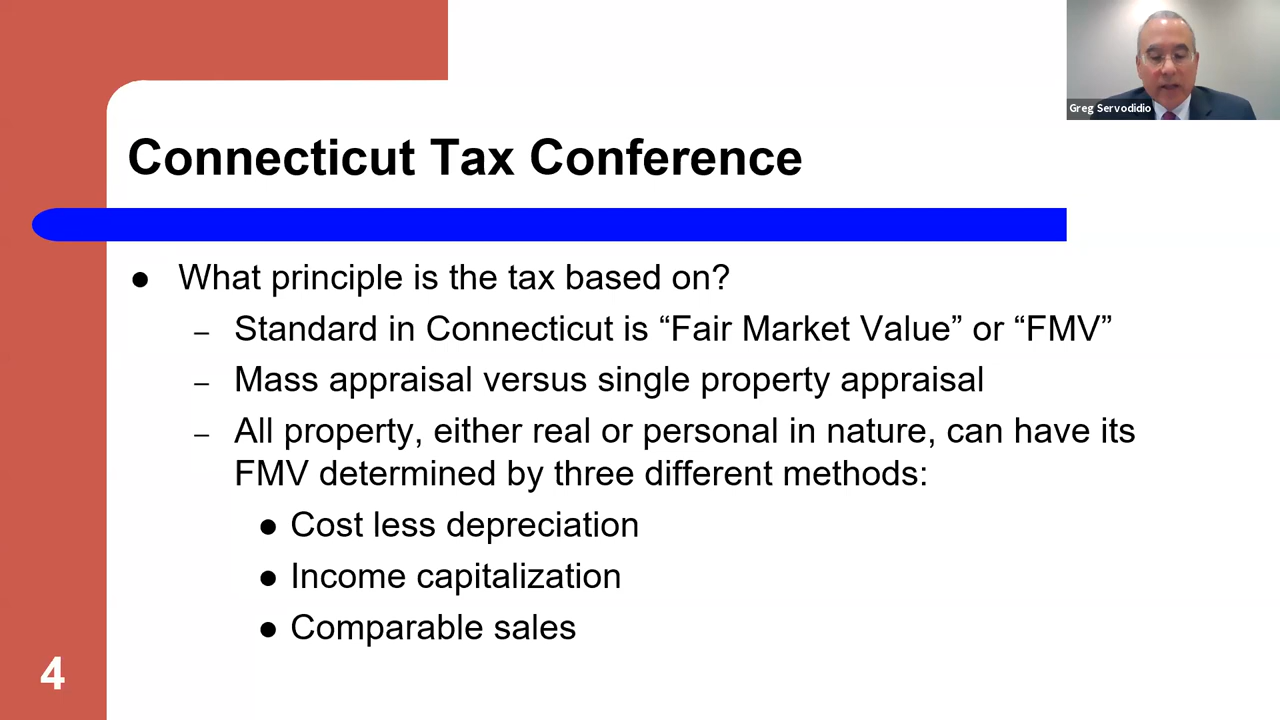 Greg Servodidio
Connecticut Tax Conference
● What principle is the tax based on?
– Standard in Connecticut is “Fair Market Value” or “FMV”
– Mass appraisal versus single property appraisal
– All property, either real or personal in nature, can have its
FMV determined by three different methods:
● Cost less depreciation
● Income capitalization
● Comparable sales
4